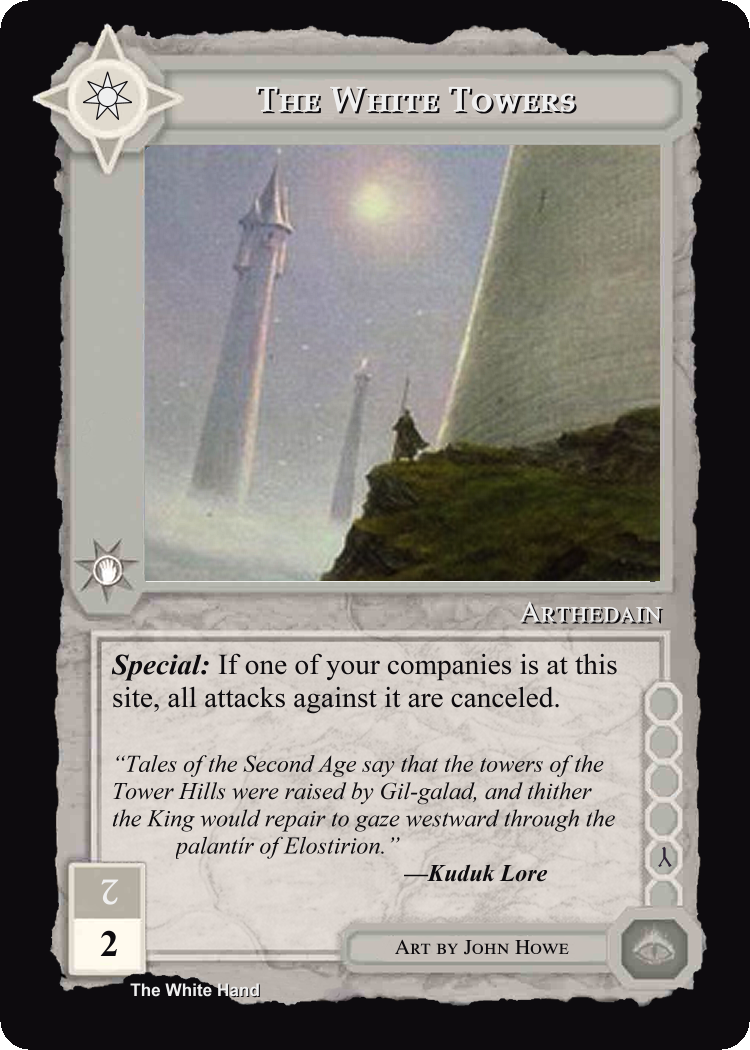 The White Towers
Arthedain
Special: If one of your companies is at this
site, all attacks against it are canceled.
“Tales of the Second Age say that the towers of the
Tower Hills were raised by Gil-galad, and thither
the King would repair to gaze westward through the
palantír of Elostirion.”
—Kuduk Lore
2
2
Art by John Howe
The White Hand